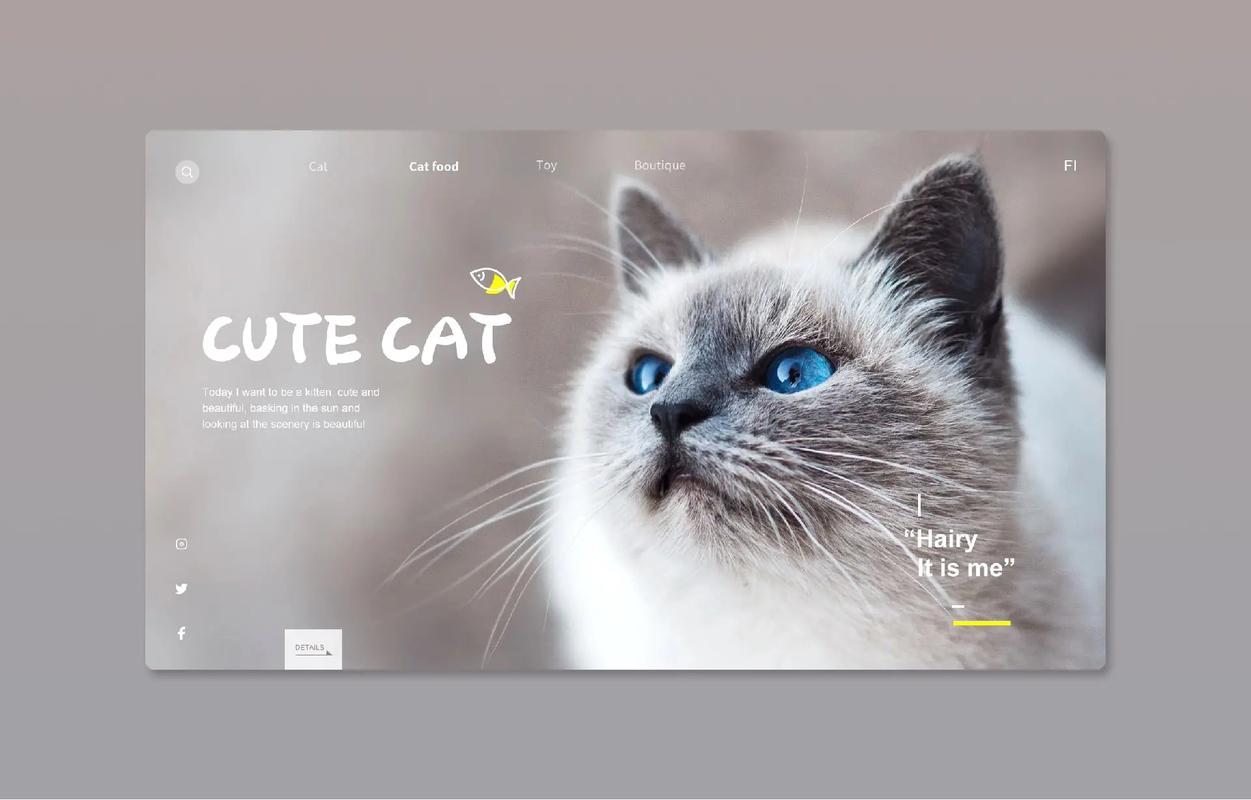 Cat Cat food Toy Boutique FI
CUTE CAT
Today I want to be a kitten, cute and
beautiful, basking in the sun and
looking at the scenery is beautiful
“Hairy
It is me”
DETAILS